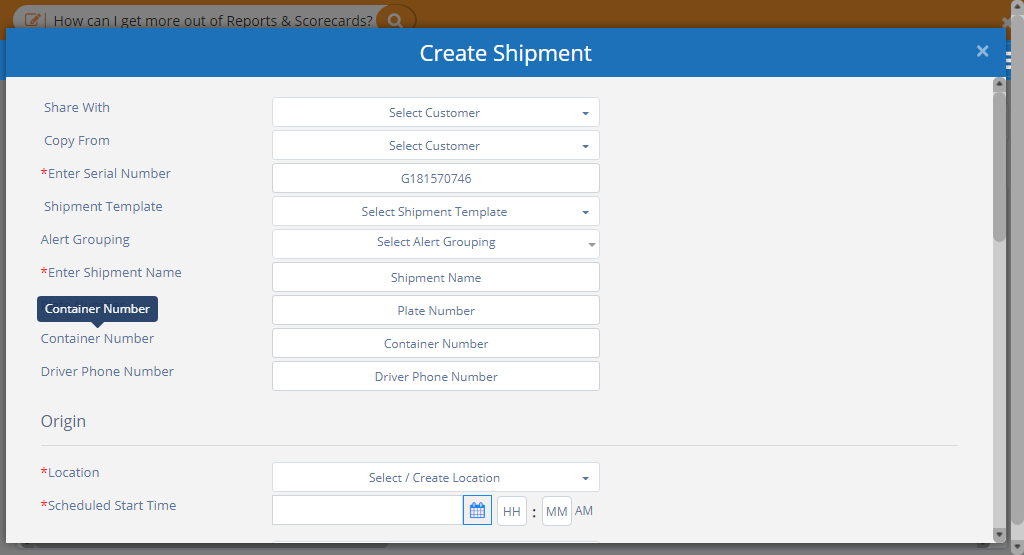 How can I get more out of Reports & Scorecards?
Create Shipment ×
Share With Select Customer
Copy From Select Customer
*Enter Serial Number G181570746
Shipment Template Select Shipment Template
Alert Grouping Select Alert Grouping
*Enter Shipment Name Shipment Name
Plate Number
Container Number
Container Number Container Number
Driver Phone Number Driver Phone Number
Origin
*Location Select / Create Location
*Scheduled Start Time HH : MM AM